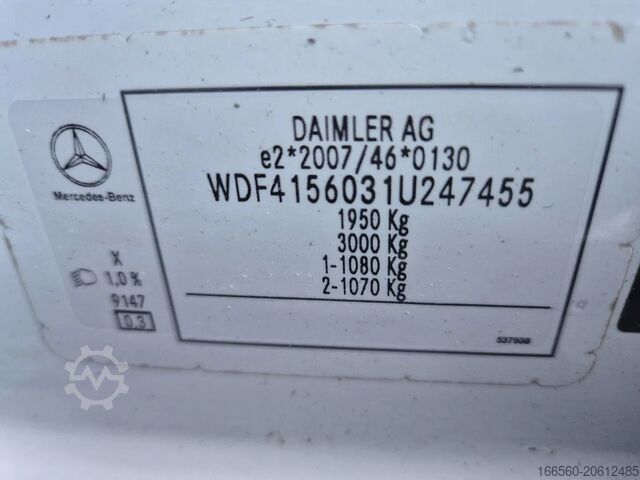 DAIMLER AG
e2*2007/46*0130
WDF4156031U247455
1950 Kg
3000 Kg
1-1080 Kg
2-1070 Kg
Mercedes-Benz
X
1,0 %
9147
0.3
537938
166560-20612485